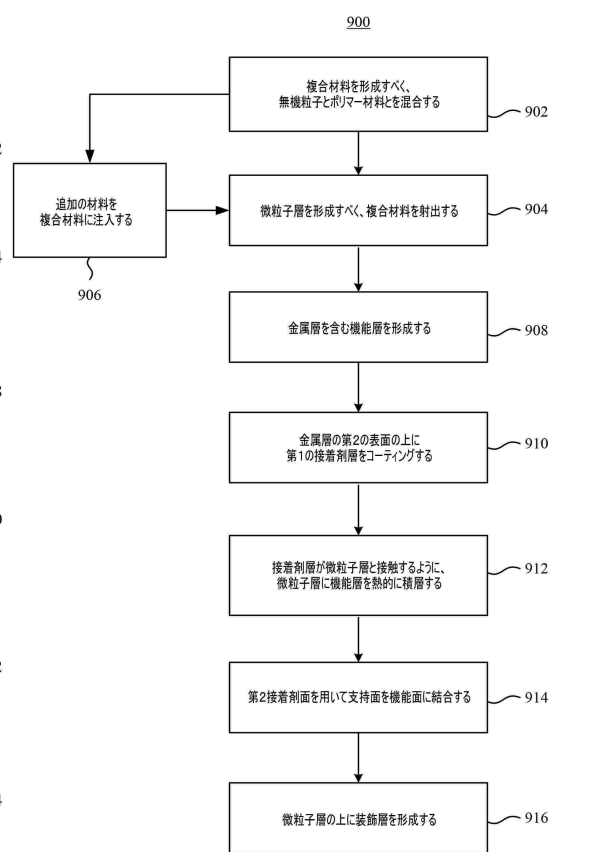 900
複合材料を形成すべく、
無機粒子とポリマー材料とを混合する
902
追加の材料を
複合材料に注入する
906
微粒子層を形成すべく、複合材料を射出する
904
金属層を含む機能層を形成する
908
金属層の第2の表面の上に
第1の接着剤層をコーティングする
910
接着剤層が微粒子層と接触するように、
微粒子層に機能層を熱的に積層する
912
第2接着剤面を用いて支持面を機能面に結合する
914
微粒子層の上に装飾層を形成する
916